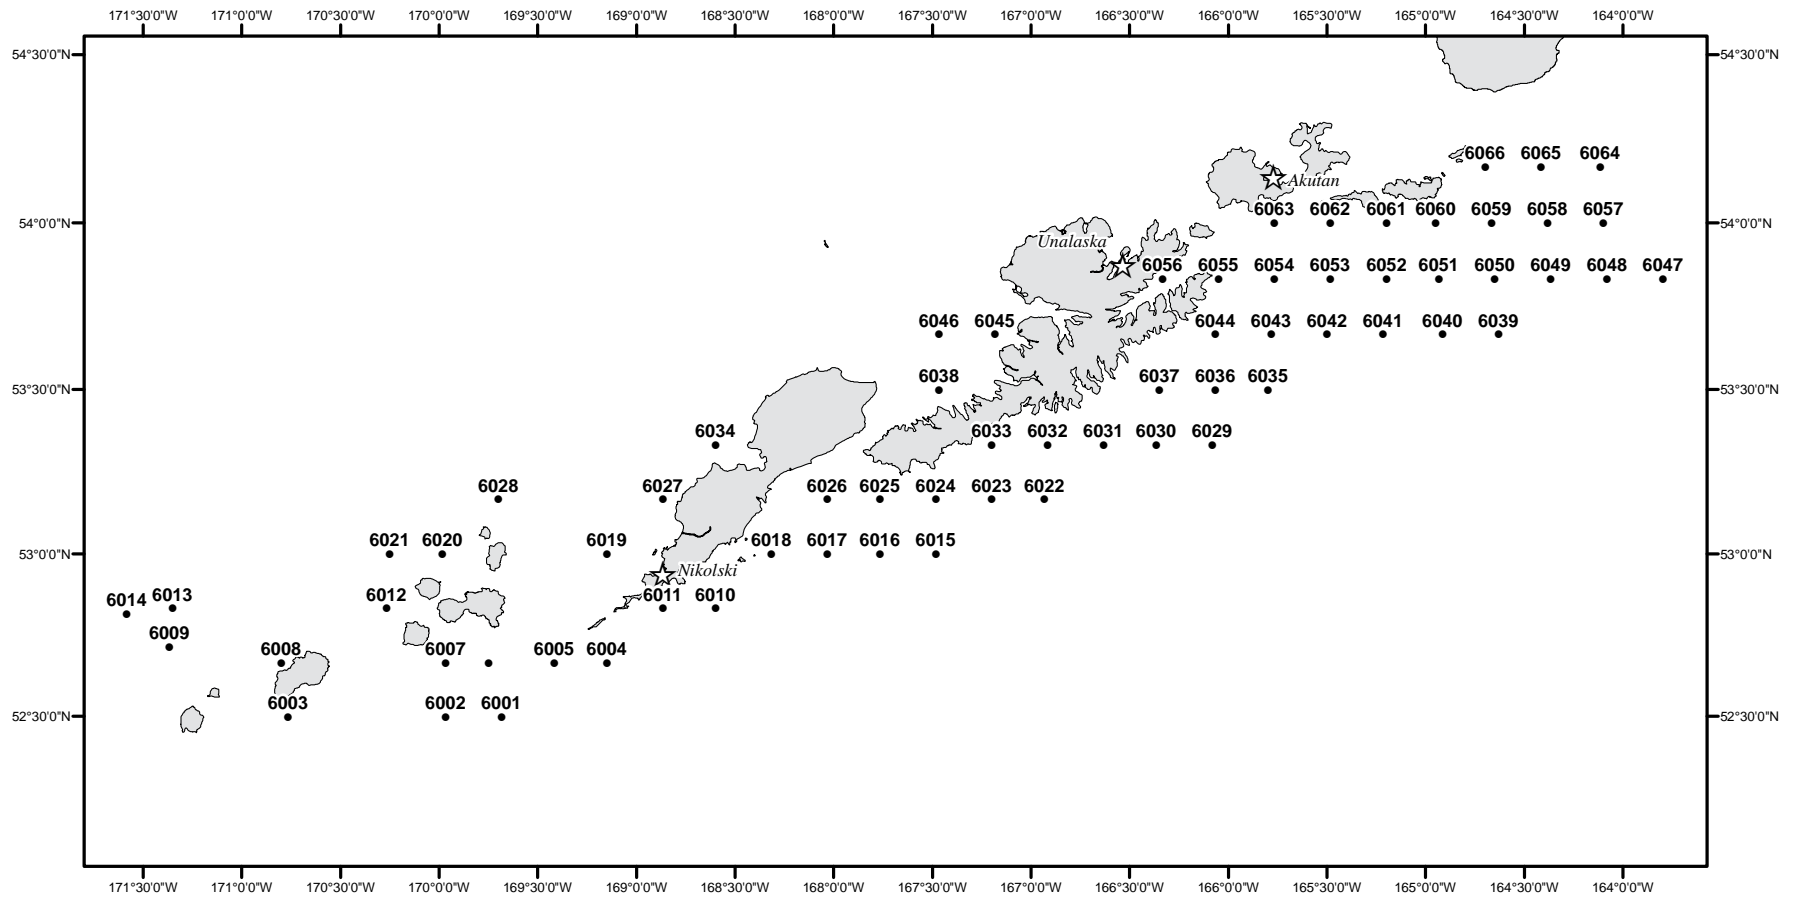 171°30'0"W 171°0'0"W 170°30'0"W 170°0'0"W 169°30'0"W 169°0'0"W 168°30'0"W 168°0'0"W 167°30'0"W 167°0'0"W 166°30'0"W 166°0'0"W 165°30'0"W 165°0'0"W 164°30'0"W 164°0'0"W
54°30'0"N 54°30'0"N
6066 6065 6064
Akutan
54°0'0"N 6063 6062 6061 6060 6059 6058 6057 54°0'0"N
Unalaska
6056 6055 6054 6053 6052 6051 6050 6049 6048 6047
6046 6045 6044 6043 6042 6041 6040 6039
53°30'0"N 6038 6037 6036 6035 53°30'0"N
6034 6033 6032 6031 6030 6029
6028 6027 6026 6025 6024 6023 6022
53°0'0"N 6021 6020 6019 6018 6017 6016 6015 53°0'0"N
Nikolski
6014 6013 6012 6011 6010
6009
6008 6007 6005 6004
52°30'0"N 6003 6002 6001 52°30'0"N
171°30'0"W 171°0'0"W 170°30'0"W 170°0'0"W 169°30'0"W 169°0'0"W 168°30'0"W 168°0'0"W 167°30'0"W 167°0'0"W 166°30'0"W 166°0'0"W 165°30'0"W 165°0'0"W 164°30'0"W 164°0'0"W